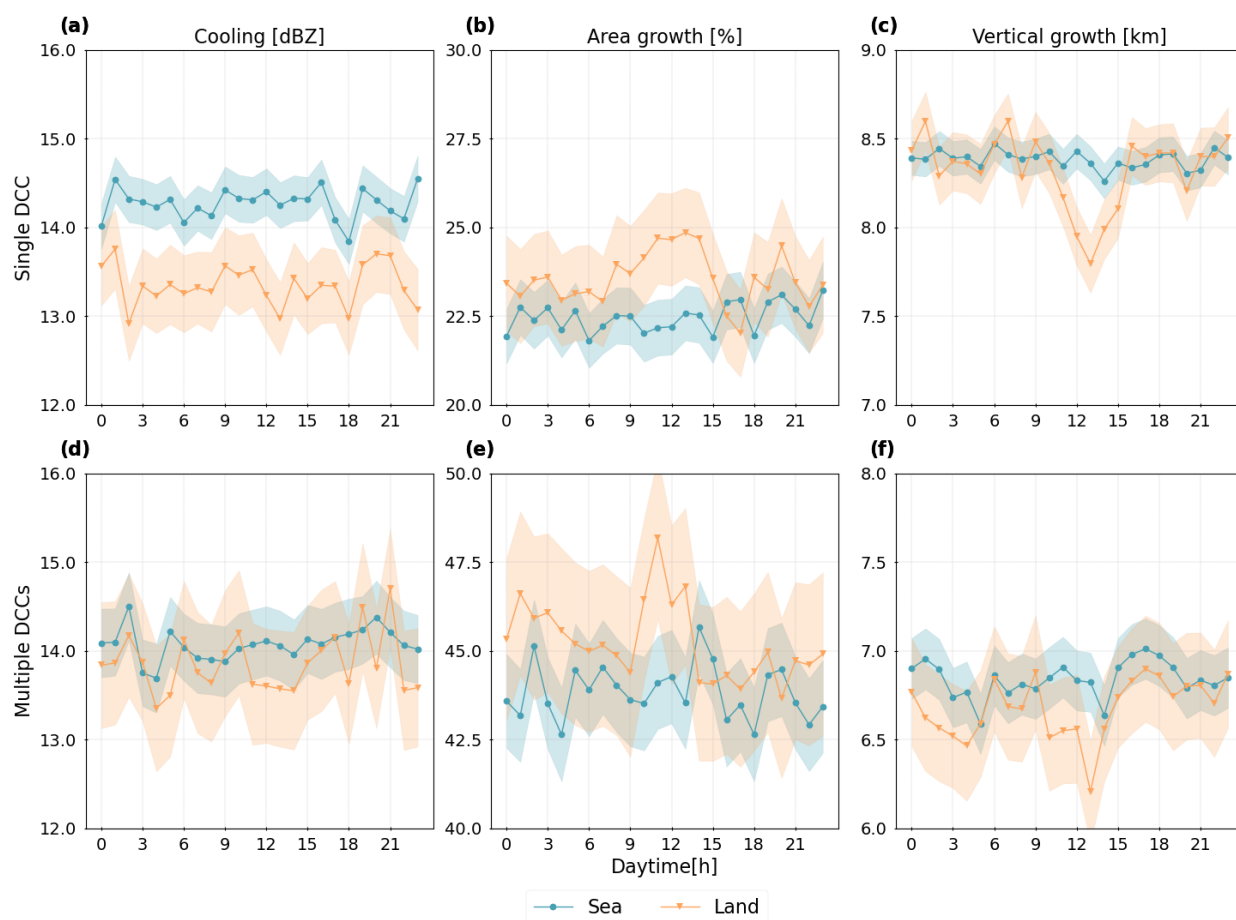 (a) (b) (c)
Cooling [dBZ] Area growth [%] Vertical growth [km]
Single DCC
16.0 30.0 9.0
15.0 27.5 8.5
14.0 25.0 8.0
13.0 22.5 7.5
12.0 20.0 7.0
0 3 6 9 12 15 18 21 0 3 6 9 12 15 18 21 0 3 6 9 12 15 18 21
(d) (e) (f)
Multiple DCCs
16.0 50.0 8.0
15.0 47.5 7.5
14.0 45.0 7.0
13.0 42.5 6.5
12.0 40.0 6.0
0 3 6 9 12 15 18 21 0 3 6 9 12 15 18 21 0 3 6 9 12 15 18 21
Daytime[h]
Sea Land